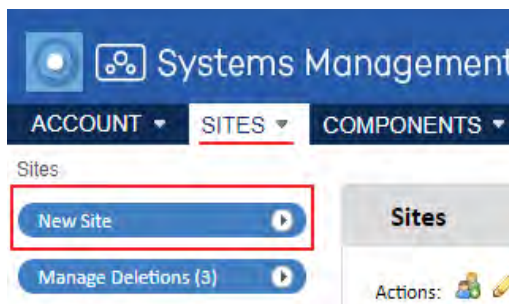 Systems Management
ACCOUNT SITES COMPONENTS
Sites
New Site
Sites
Manage Deletions (3)
Actions: